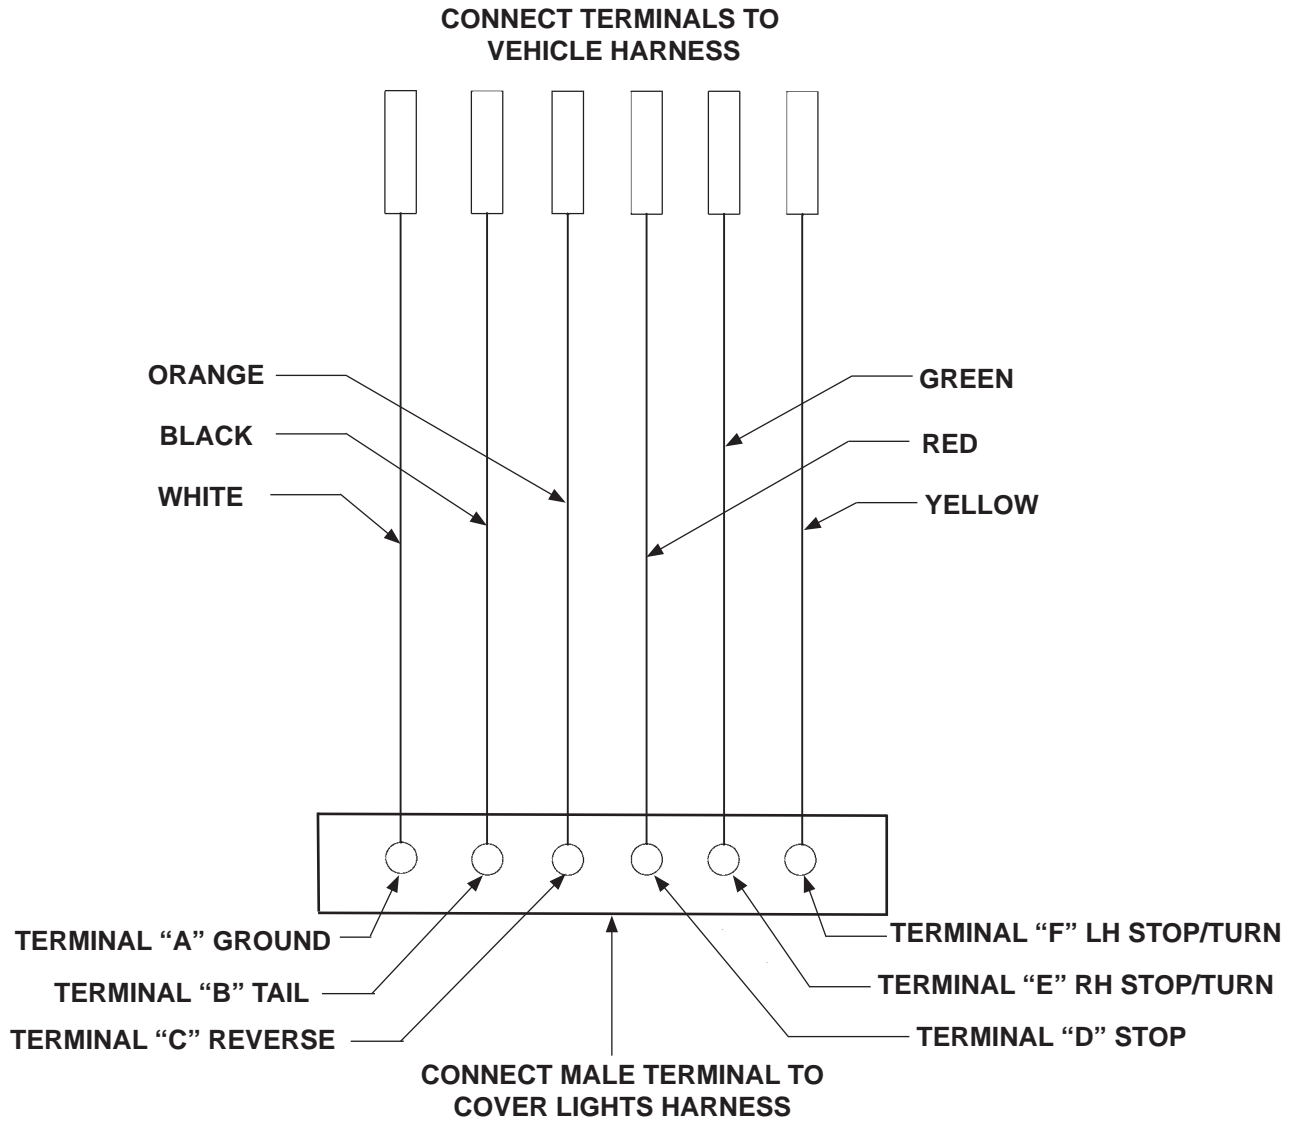 CONNECT TERMINALS TO
VEHICLE HARNESS
ORANGE
GREEN
BLACK
RED
WHITE
YELLOW
TERMINAL “A” GROUND
TERMINAL “F” LH STOP/TURN
TERMINAL “B” TAIL
TERMINAL “E” RH STOP/TURN
TERMINAL “C” REVERSE
TERMINAL “D” STOP
CONNECT MALE TERMINAL TO
COVER LIGHTS HARNESS